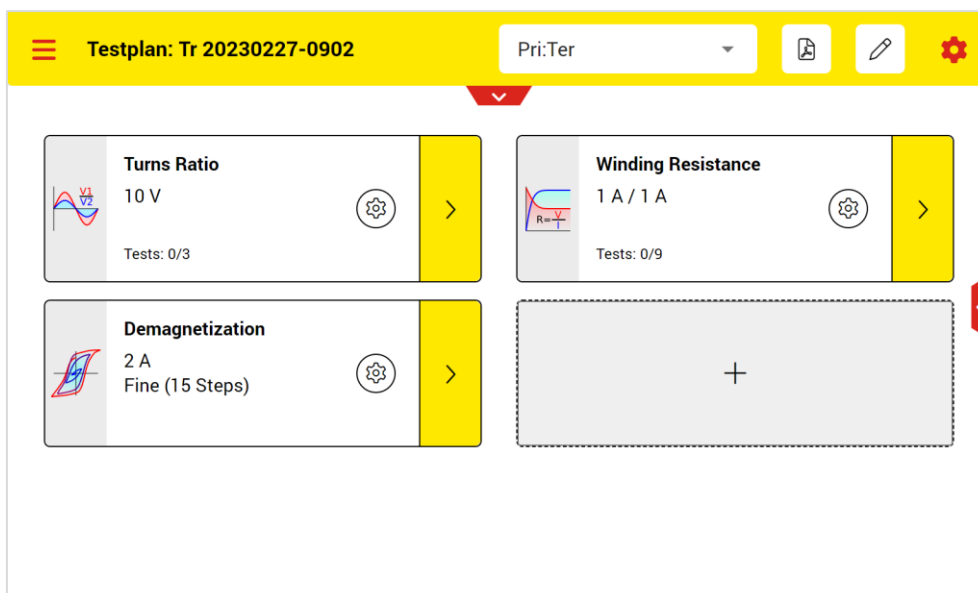 Testplan: Tr 20230227-0902
Pri:Ter
Turns Ratio
10 V
V1
V2
Tests: 0/3
Winding Resistance
1 A / 1 A
R=V/I
Tests: 0/9
Demagnetization
2 A
Fine (15 Steps)
+